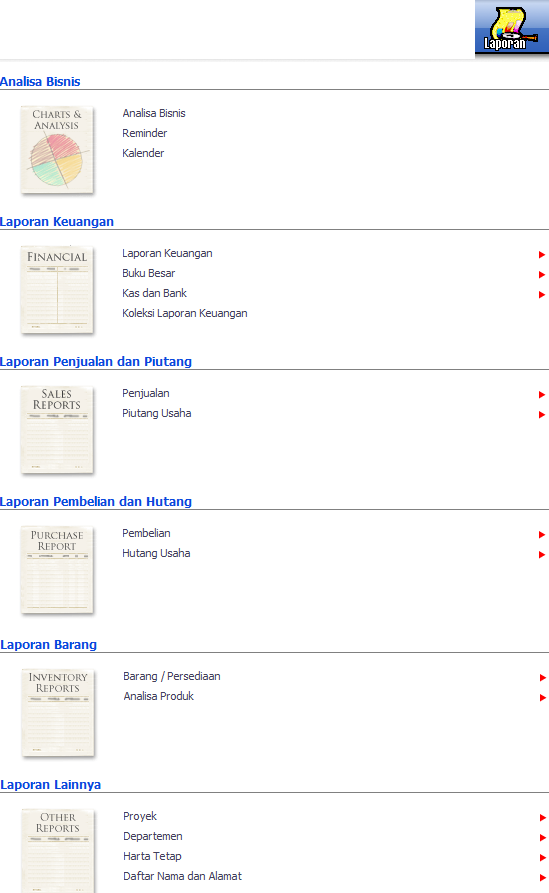 Laporan
Analisa Bisnis
CHARTS &
ANALYSIS
Analisa Bisnis
Reminder
Kalender
Laporan Keuangan
FINANCIAL
Laporan Keuangan
Buku Besar
Kas dan Bank
Koleksi Laporan Keuangan
Laporan Penjualan dan Piutang
SALES
REPORTS
Penjualan
Piutang Usaha
Laporan Pembelian dan Hutang
PURCHASE
REPORT
Pembelian
Hutang Usaha
Laporan Barang
INVENTORY
REPORTS
Barang / Persediaan
Analisa Produk
Laporan Lainnya
OTHER
REPORTS
Proyek
Departemen
Harta Tetap
Daftar Nama dan Alamat